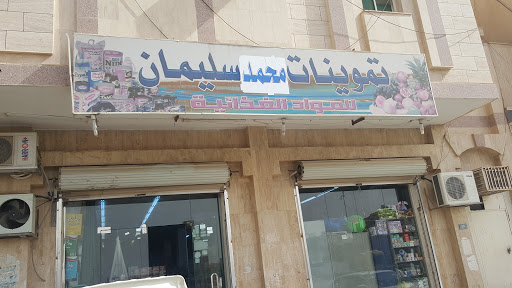 تموينات محمد سليمان
للمواد الغذائية